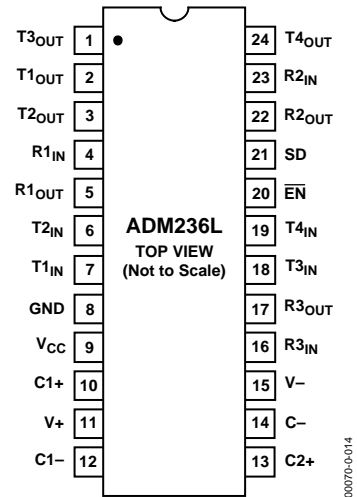 T3OUT 1 24 T4OUT
T1OUT 2 23 R2IN
T2OUT 3 22 R2OUT
R1IN 4 21 SD
R1OUT 5 20 E̅N̅
T2IN 6 19 T4IN
T1IN 7 18 T3IN
GND 8 17 R3OUT
VCC 9 16 R3IN
C1+ 10 15 V–
V+ 11 14 C–
C1– 12 13 C2+
ADM236L
TOP VIEW
(Not to Scale)
00070-0-014